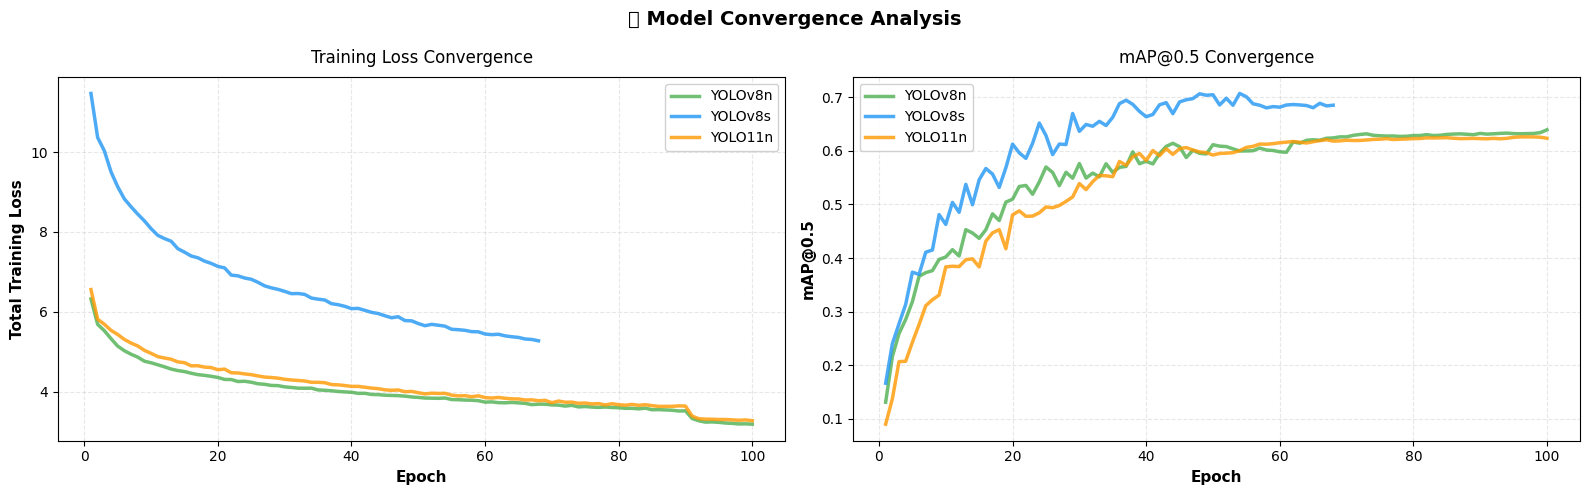 Model Convergence Analysis
Training Loss Convergence
Total Training Loss
10
8
6
4
0
20
40
60
80
100
Epoch
YOLOv8n
YOLOv8s
YOLO11n
mAP@0.5 Convergence
mAP@0.5
0.7
0.6
0.5
0.4
0.3
0.2
0.1
0
20
40
60
80
100
Epoch
YOLOv8n
YOLOv8s
YOLO11n